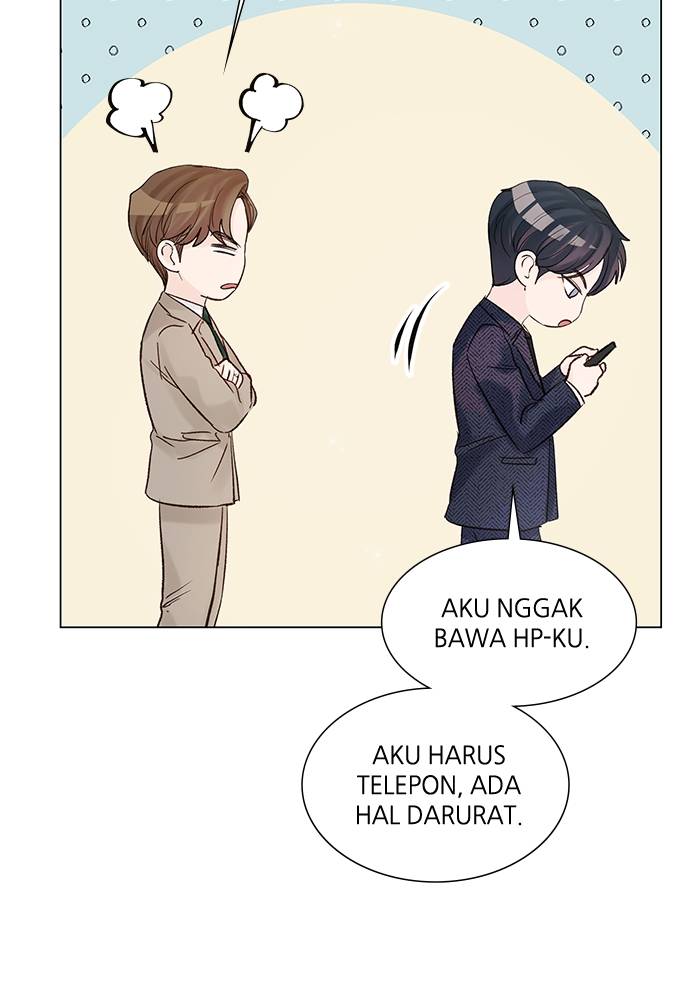 AKU NGGAK
BAWA HP-KU.
AKU HARUS
TELEPON, ADA
HAL DARURAT.